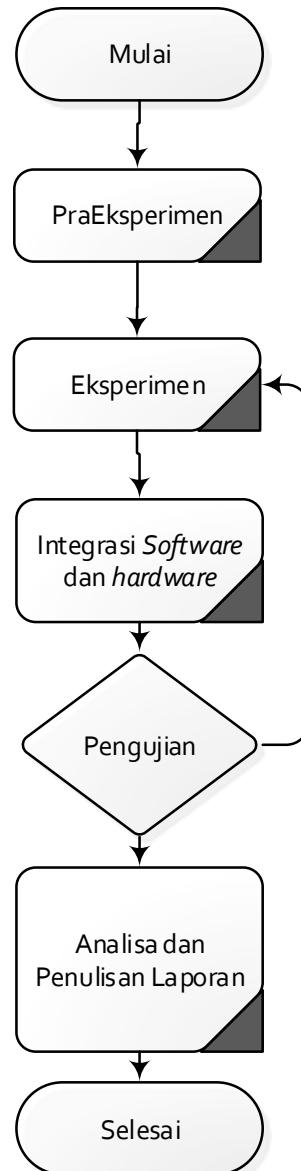 Mulai
PraEksperimen
Eksperimen
Integrasi Software
dan hardware
Pengujian
Analisa dan
Penulisan Laporan
Selesai